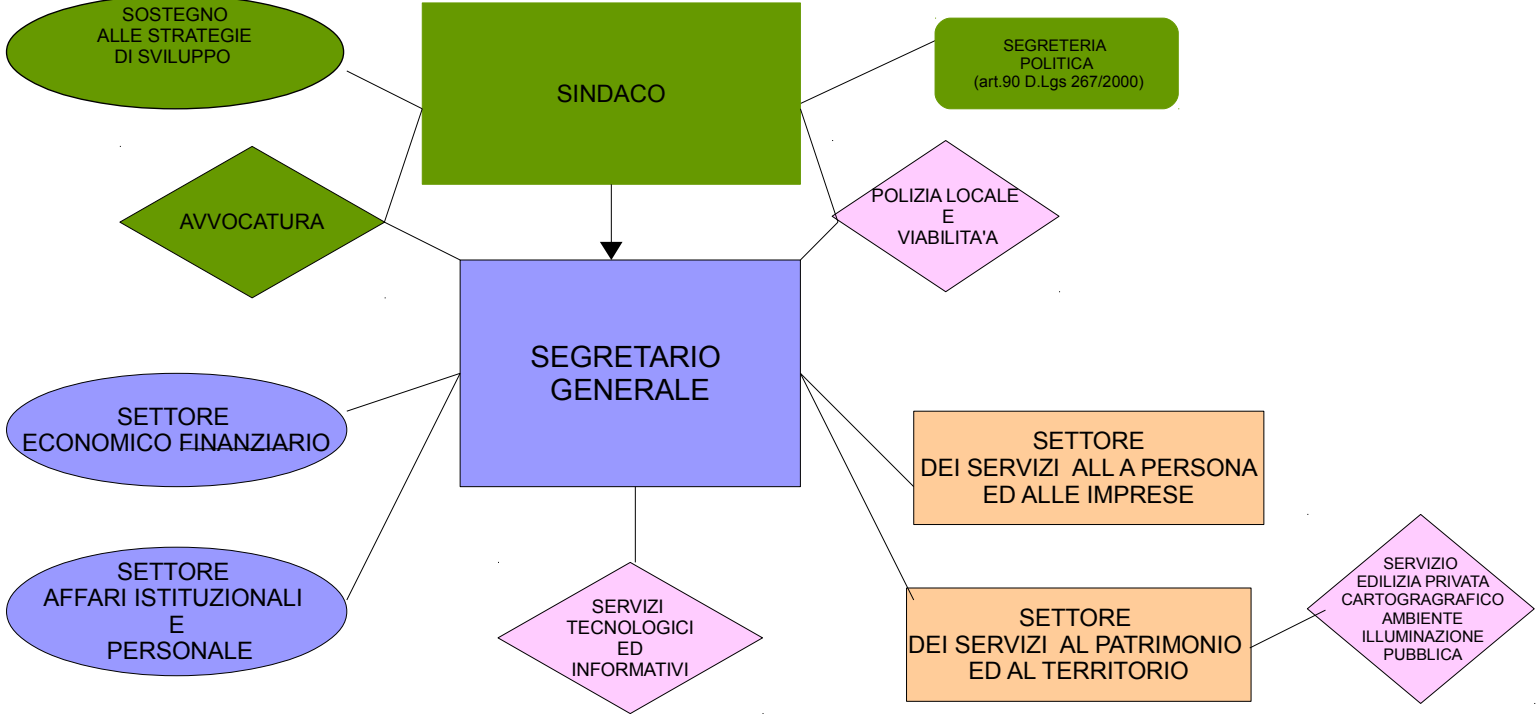 SOSTEGNO
ALLE STRATEGIE
DI SVILUPPO
SINDACO
SEGRETERIA
POLITICA
(art.90 D.Lgs 267/2000)
AVVOCATURA
POLIZIA LOCALE
E
VIABILITA'A
SEGRETARIO
GENERALE
SETTORE
ECONOMICO FINANZIARIO
SETTORE
DEI SERVIZI ALL A PERSONA
ED ALLE IMPRESE
SETTORE
AFFARI ISTITUZIONALI
E
PERSONALE
SERVIZI
TECNOLOGICI
ED
INFORMATIVI
SETTORE
DEI SERVIZI AL PATRIMONIO
ED AL TERRITORIO
SERVIZIO
EDILIZIA PRIVATA
CARTOGRAGRAFICO
AMBIENTE
ILLUMINAZIONE
PUBBLICA